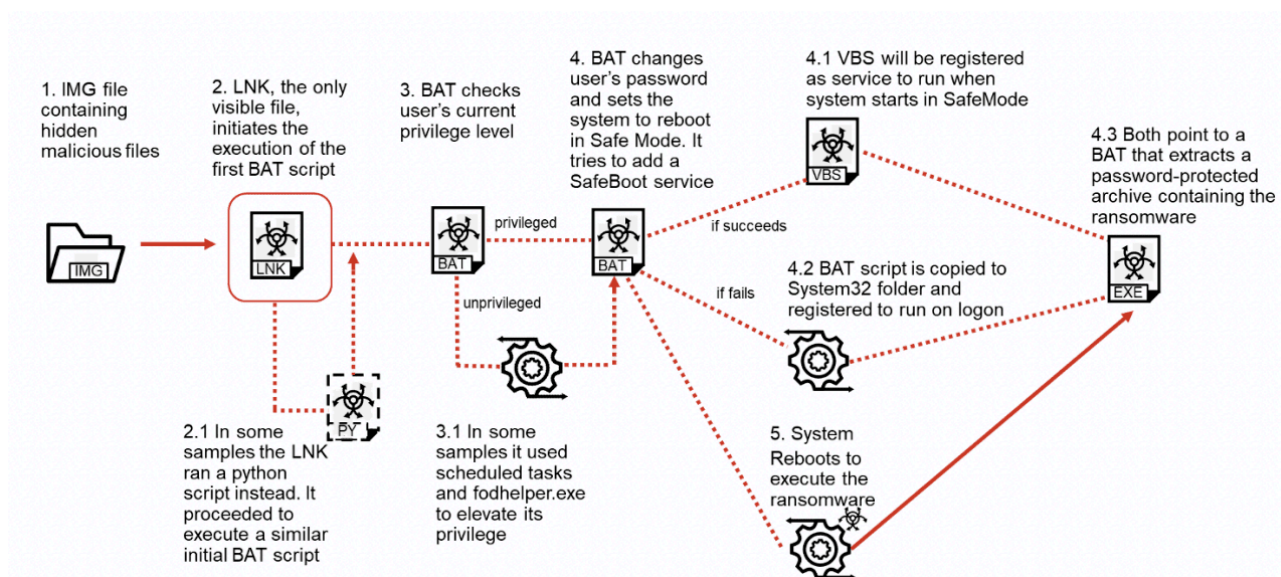 1. IMG file
containing
hidden
malicious files
IMG
2. LNK, the only
visible file,
initiates the
execution of the
first BAT script
LNK
PY
2.1 In some
samples the LNK
ran a python
script instead. It
proceeded to
execute a similar
initial BAT script
3. BAT checks
user's current
privilege level
BAT
privileged
unprivileged
3.1 In some
samples it used
scheduled tasks
and fodhelper.exe
to elevate its
privilege
4. BAT changes
user's password
and sets the
system to reboot
in Safe Mode. It
tries to add a
SafeBoot service
BAT
if succeeds
if fails
4.1 VBS will be registered
as service to run when
system starts in SafeMode
VBS
4.2 BAT script is copied to
System32 folder and
registered to run on logon
4.3 Both point to a
BAT that extracts a
password-protected
archive containing the
ransomware
EXE
5. System
Reboots to
execute the
ransomware